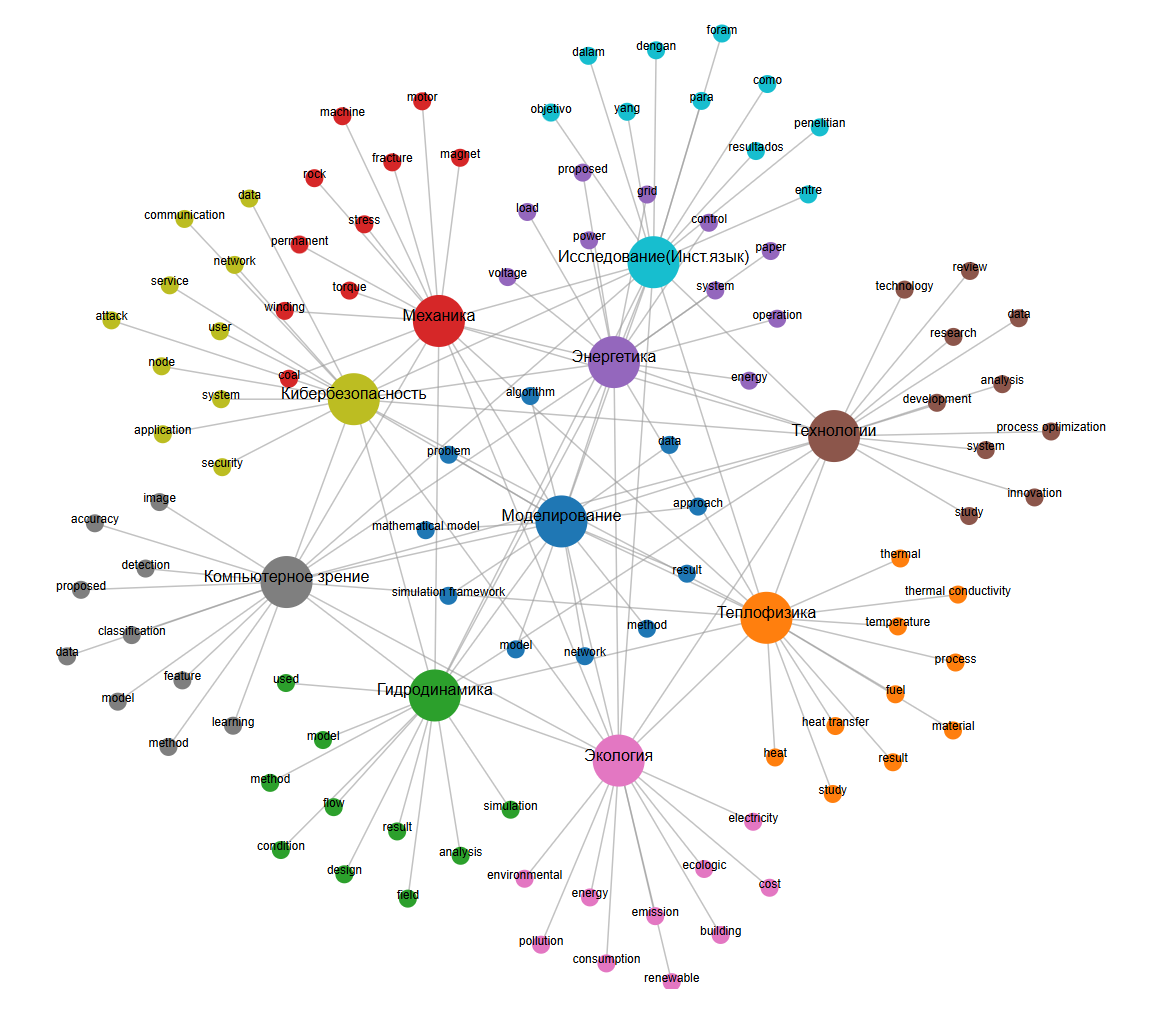 foram
dengan
dalam
como
motor
para
machine
objetivo
yang
penelitian
resultados
magnet
fracture
proposed
rock
entre
grid
data
load
communication
stress
control
power
permanent
paper
Исследование(Инст.язык)
network
review
voltage
service
technology
torque
system
winding
attack
operation
data
Механика
user
research
Энергетика
node
coal
energy
analysis
system
Кибербезопасность
algorithm
development
application
Технологии
process optimization
data
system
problem
security
innovation
image
approach
study
accuracy
Моделирование
mathematical model
thermal
detection
result
Компьютерное зрение
proposed
simulation framework
thermal conductivity
Теплофизика
temperature
classification
method
model
network
data
process
feature
used
Гидродинамика
fuel
model
learning
heat transfer
material
model
method
heat
Экология
result
method
study
flow
simulation
electricity
result
condition
analysis
ecologic
design
environmental
cost
field
energy
emission
building
pollution
consumption
renewable